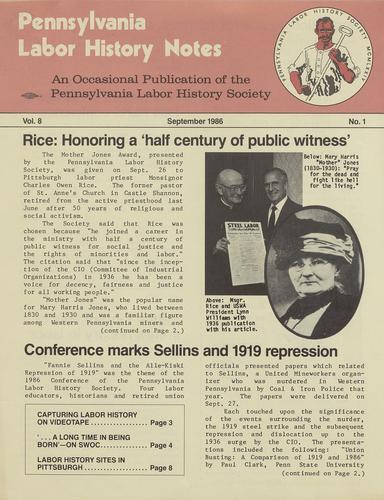 Pennsylvania
Labor History Notes
PENNSYLVANIA LABOR HISTORY SOCIETY
An Occasional Publication of the
Pennsylvania Labor History Society
Vol. 8
September 1986
No. 1
Rice: Honoring a 'half century of public witness'
The Mother Jones Award, presented
by the Pennsylvania Labor History
Society, was given on Sept. 26 to
Pittsburgh labor priest Monsignor
Charles Owen Rice. The former pastor
of St. Anne's Church in Castle Shannon,
retired from the active priesthood last
June after 50 years of religious and
social activism.
The Society said that Rice was
chosen because "he joined a career in
the ministry with half a century of
public witness for social justice and
the rights of minorities and labor."
The citation said that "since the incep-
tion of the CIO (Committee of Industrial
Organizations) in 1936 he has been a
voice for decency, fairness and justice
for all working people."
"Mother Jones" was the popular name
for Mary Harris Jones, who lived between
1830 and 1930 and was a familiar figure
among Western Pennsylvania miners and
(continued on Page 2.)
STEEL LABOR
Below: Mary Harris
"Mother" Jones
(1830-1930): "Pray
for the dead and
fight like hell
for the living."
Above: Msgr.
Rice and USWA
President Lynn
Williams with
1936 publication
with his article.
Conference marks Sellins and 1919 repression
"Fannie Sellins and the Alle-Kiski
Repression of 1919" was the theme of the
1986 Conference of the Pennsylvania
Labor History Society. Four labor
educators, historians and retired union
CAPTURING LABOR HISTORY
ON VIDEOTAPE .................. Page 3
'. . . A LONG TIME IN BEING
BORN'—ON SWOC.............. Page 4
LABOR HISTORY SITES IN
PITTSBURGH .................... Page 8
officials presented papers which related
to Sellins, a United Mineworkers organ-
izer who was murdered in Western
Pennsylvania by Coal & Iron Police that
year. The papers were delivered on
Sept. 27.
Each touched upon the significance
of the events surrounding the murder,
the 1919 steel strike and the subsequent
repression and dislocation up to the
1936 surge by the CIO. The presenta-
tions included the following: "Union
Busting: A Comparison of 1919 and 1986"
by Paul Clark, Penn State University
(continued on Page 2.)